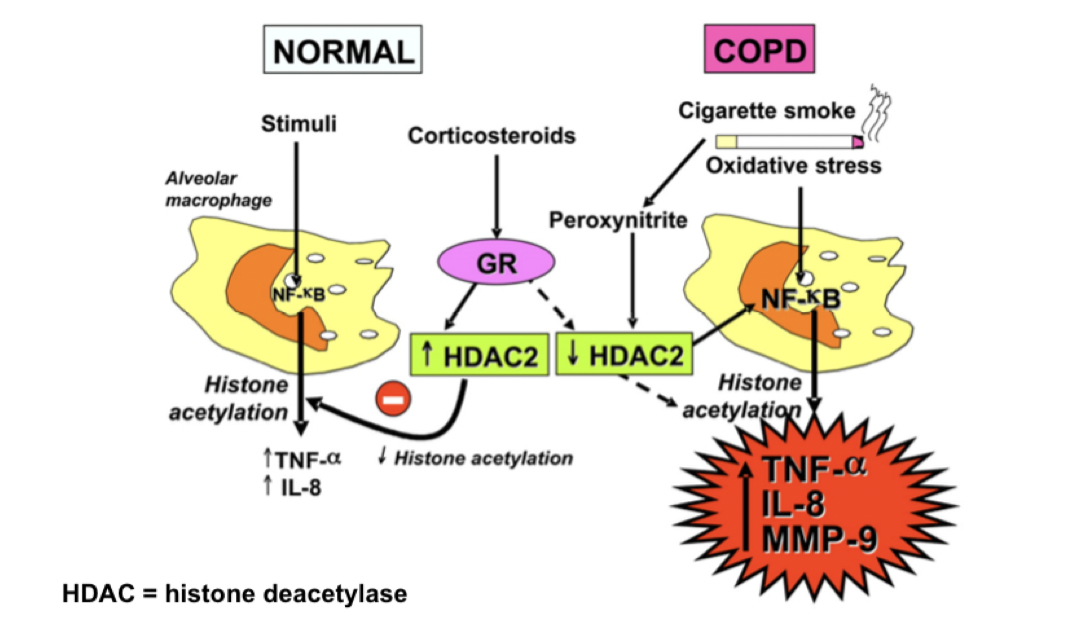 NORMAL
COPD
Stimuli
Corticosteroids
Cigarette smoke
Oxidative stress
Alveolar
macrophage
Peroxynitrite
GR
NF-κB
NF-κB
↑ HDAC2
↓ HDAC2
Histone
acetylation
Histone
acetylation
↑TNF-α
↑ IL-8
↓ Histone acetylation
TNF-α
IL-8
MMP-9
HDAC = histone deacetylase